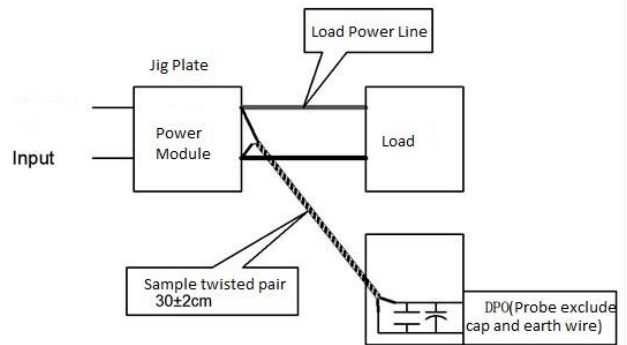 Load Power Line
Jig Plate
Power
Module
Input
Load
Sample twisted pair
30±2cm
DPO(Probe exclude
cap and earth wire)